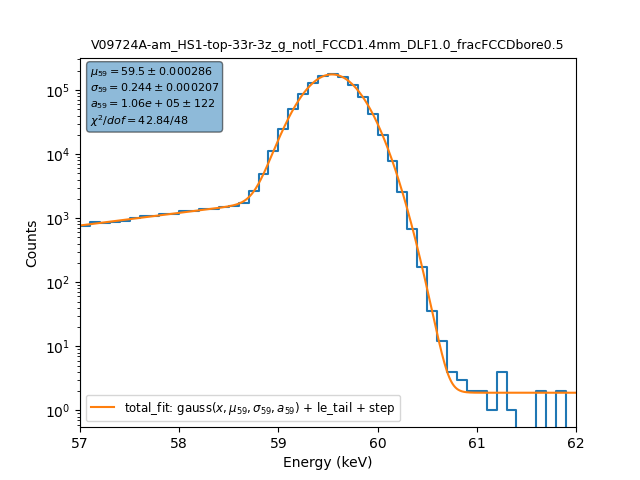 V09724A-am_HS1-top-33r-3z_g_notl_FCCD1.4mm_DLF1.0_fracFCCDbore0.5
μ₅₉ = 59.5 ± 0.000286
σ₅₉ = 0.244 ± 0.000207
a₅₉ = 1.06e + 05 ± 122
χ²/dof = 42.84/48
10⁵
10⁴
10³
10²
10¹
10⁰
Counts
total_fit: gauss(x, μ₅₉, σ₅₉, a₅₉) + le_tail + step
57 58 59 60 61 62
Energy (keV)